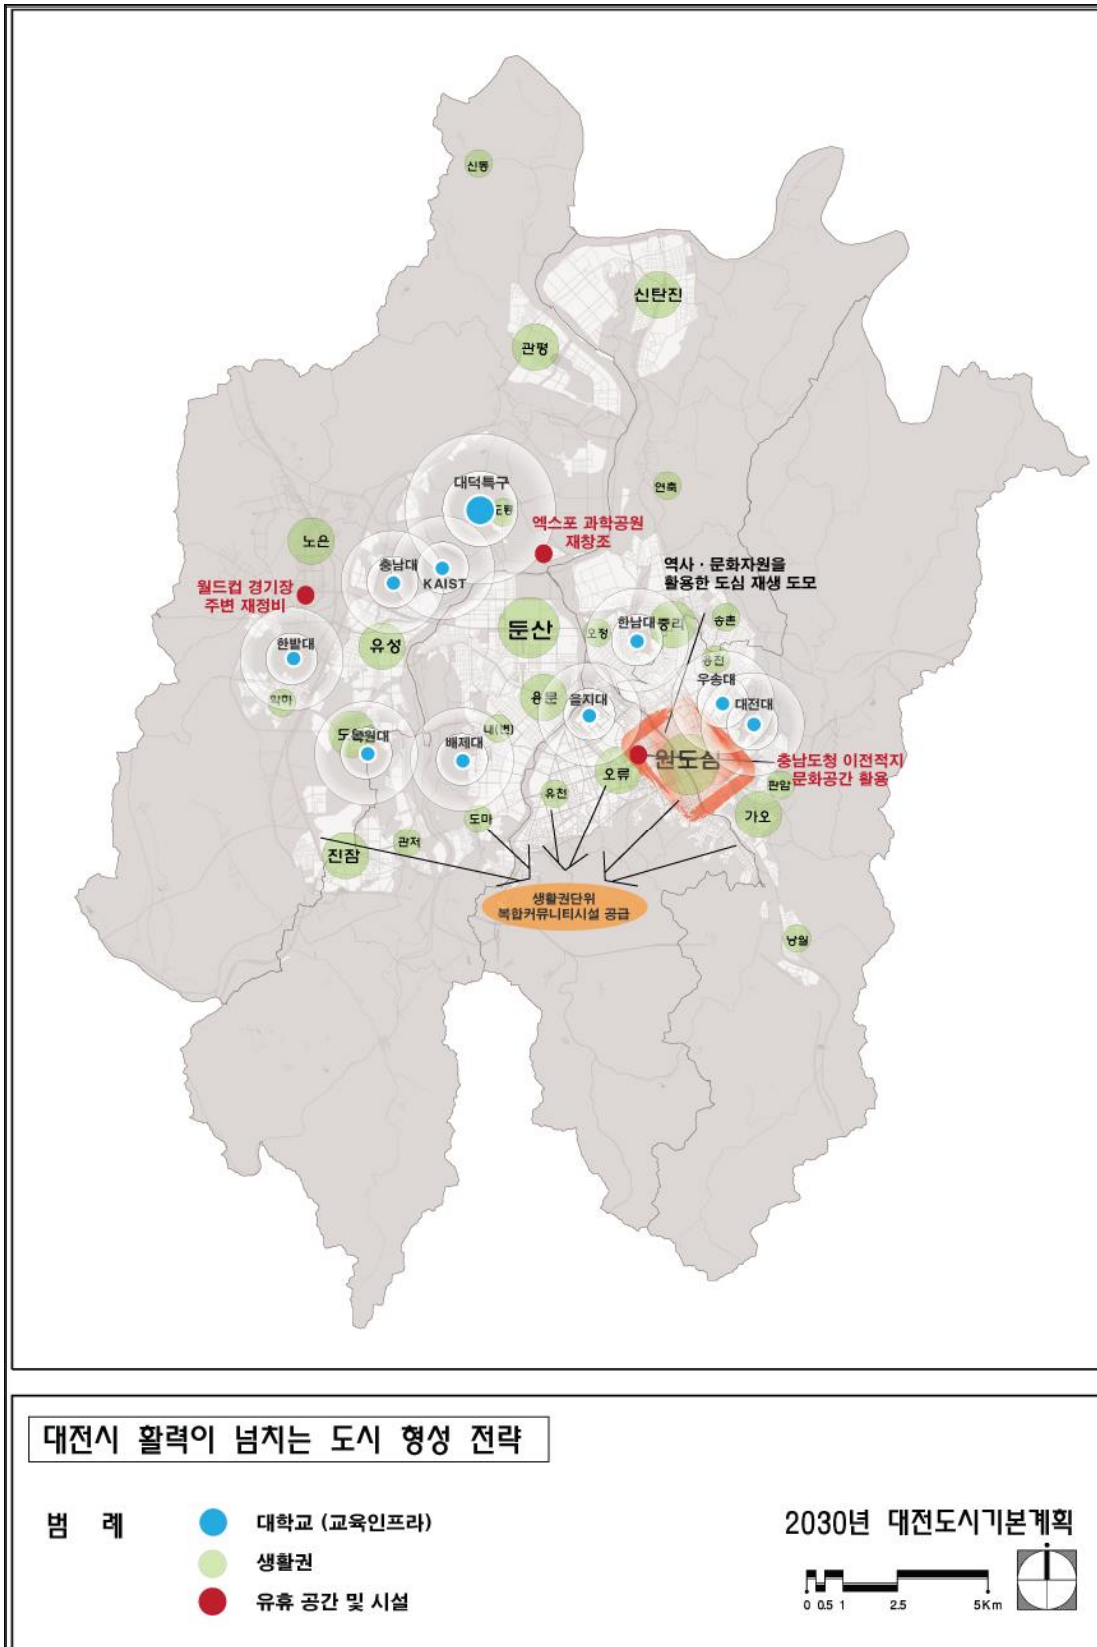 신동
신탄진
관평
대덕특구
도룡
연축
엑스포 과학공원
재창조
노은
충남대
KAIST
역사 · 문화자원을
활용한 도심 재생 도모
월드컵 경기장
주변 재정비
둔산
오정
한남대
중리
송촌
유성
한밭대
용전
우송대
대전대
학하
용문
을지대
도안
목원대
배제대
내(변)
원도심
충남도청 이전적지
문화공간 활용
오류
유천
판암
가오
도마
관저
진잠
생활권단위
복합커뮤니티시설 공급
낭월
대전시 활력이 넘치는 도시 형성 전략
범 례
대학교 (교육인프라)
생활권
유휴 공간 및 시설
2030년 대전도시기본계획
0 0.5 1 2.5 5Km